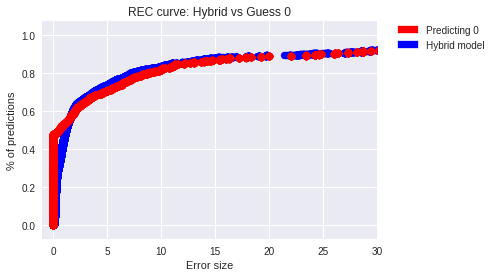 REC curve: Hybrid vs Guess 0
1.0
0.8
0.6
0.4
0.2
0.0
% of predictions
0 5 10 15 20 25 30
Error size
Predicting 0
Hybrid model